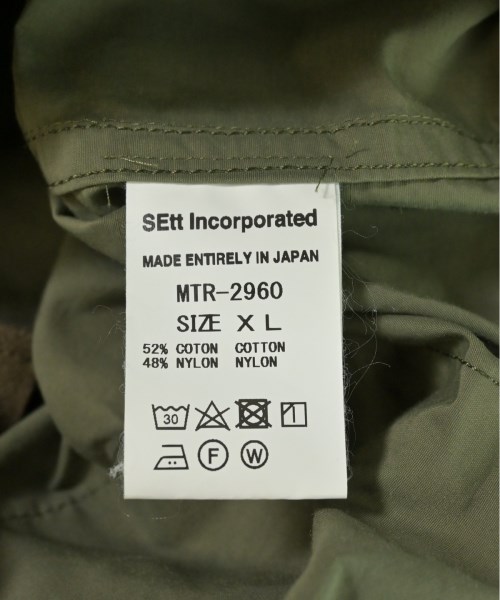 SEtt Incorporated
MADE ENTIRELY IN JAPAN
MTR-2960
SIZE X L
52% COTON COTTON
48% NYLON NYLON
30
F W